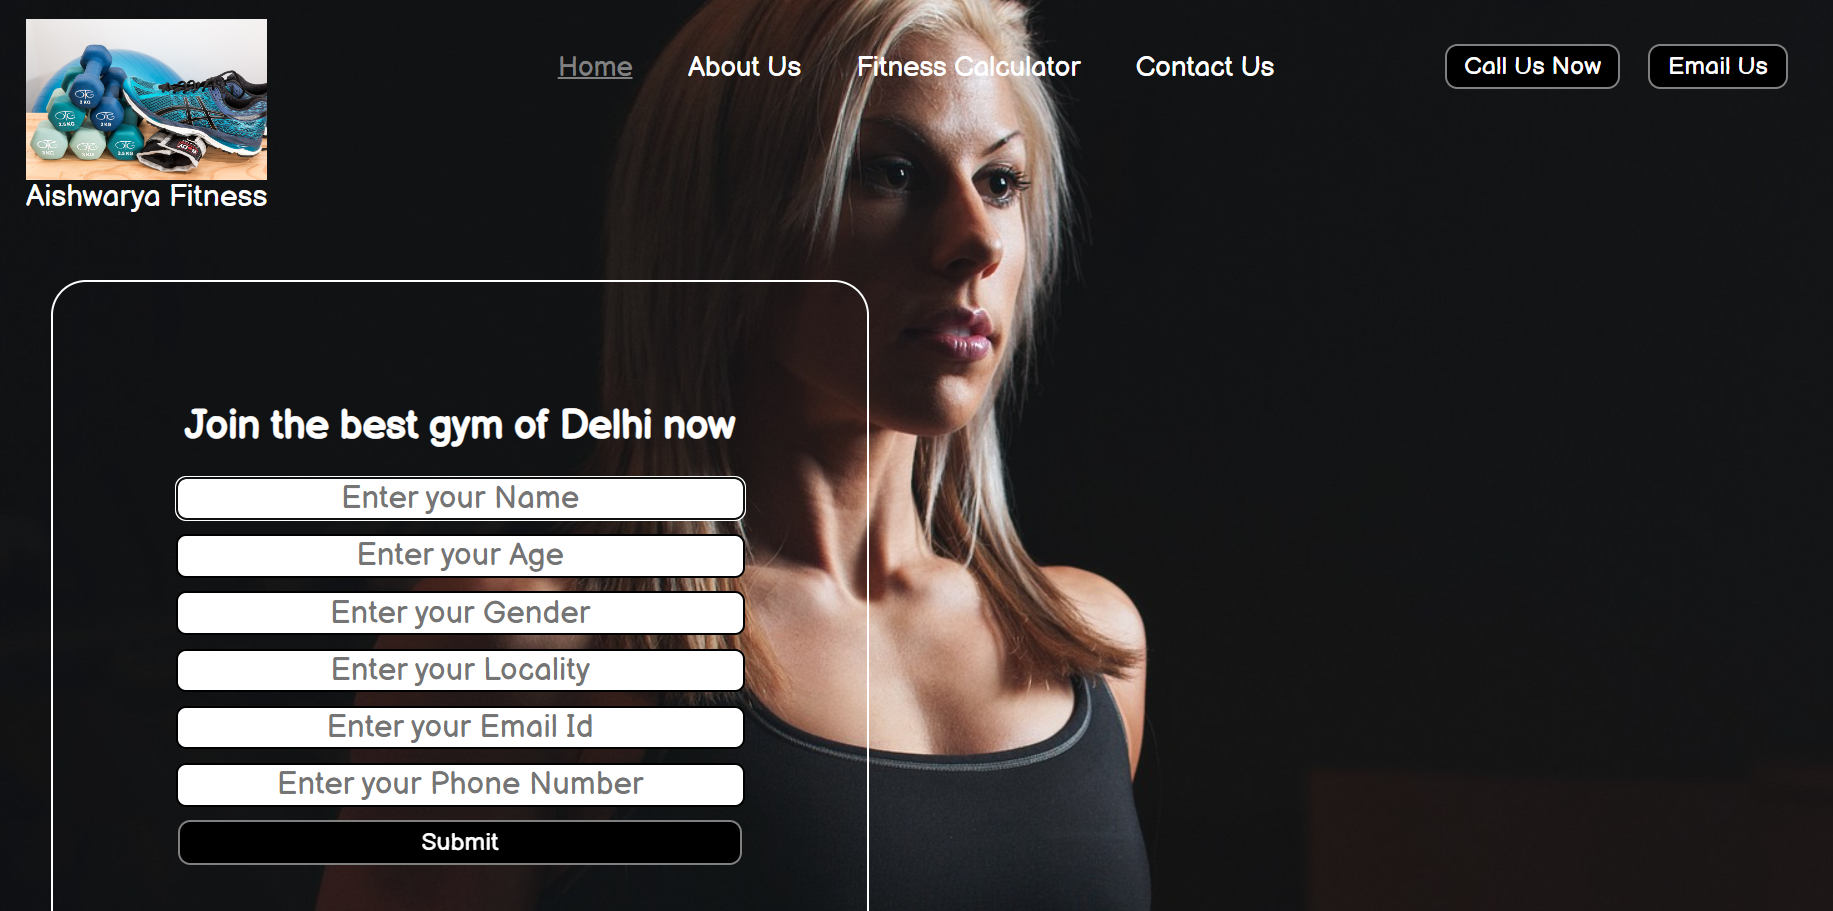 Home
About Us
Fitness Calculator
Contact Us
Call Us Now
Email Us
Aishwarya Fitness
Join the best gym of Delhi now
Enter your Name
Enter your Age
Enter your Gender
Enter your Locality
Enter your Email Id
Enter your Phone Number
Submit